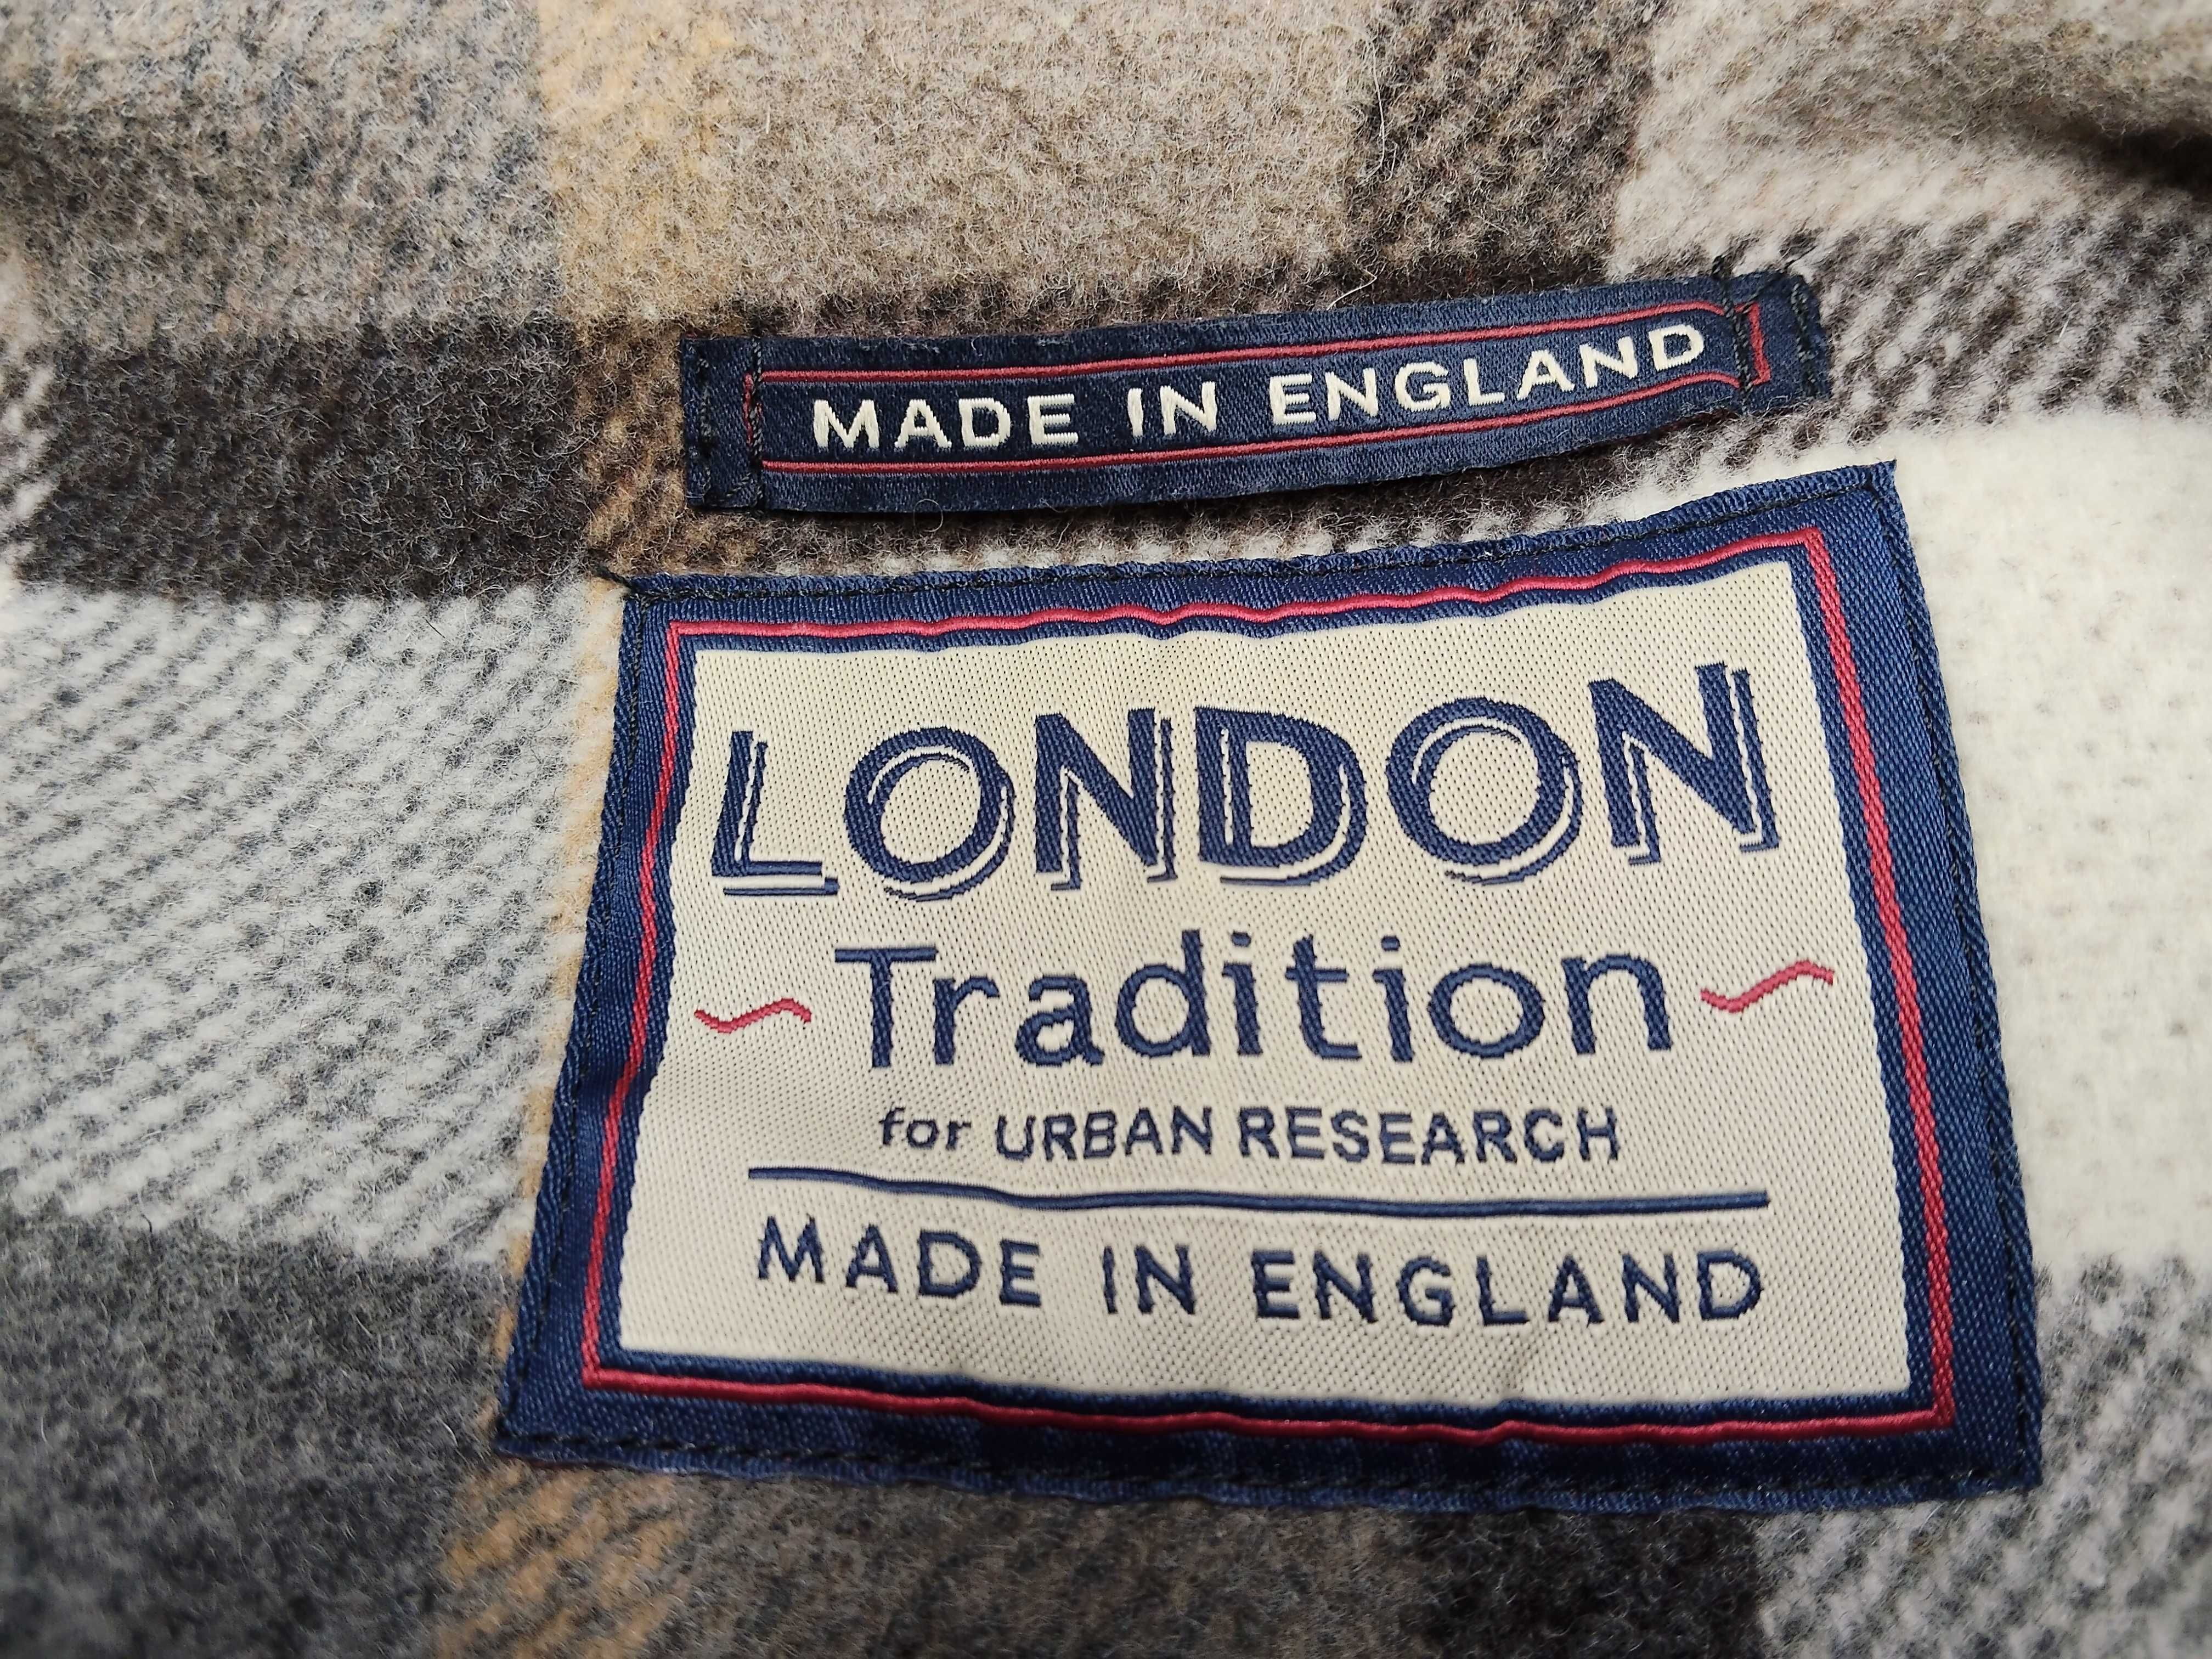 MADE IN ENGLAND
LONDON
Tradition
for URBAN RESEARCH
MADE IN ENGLAND